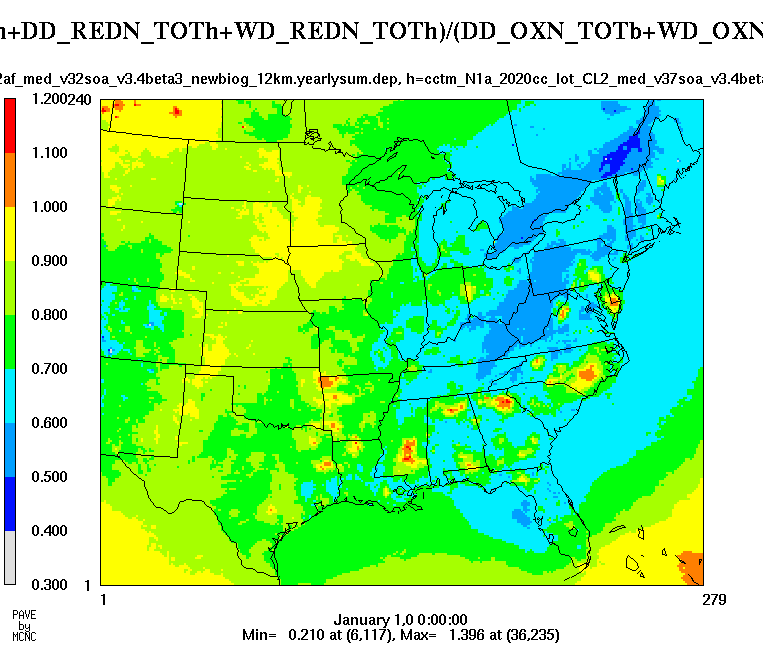 h+DD_REDN_TOTh+WD_REDN_TOTh)/(DD_OXN_TOTb+WD_OXN
2af_med_v32soa_v3.4beta3_newbiog_12km.yearlysum.dep, h=cctm_N1a_2020cc_lot_CL2_med_v37soa_v3.4beta
1.200
240
1.100
1.000
0.900
0.800
0.700
0.600
0.500
0.400
0.300
1
1
279
PAVE
by
MCNC
January 1,0 0:00:00
Min= 0.210 at (6,117), Max= 1.396 at (36,235)